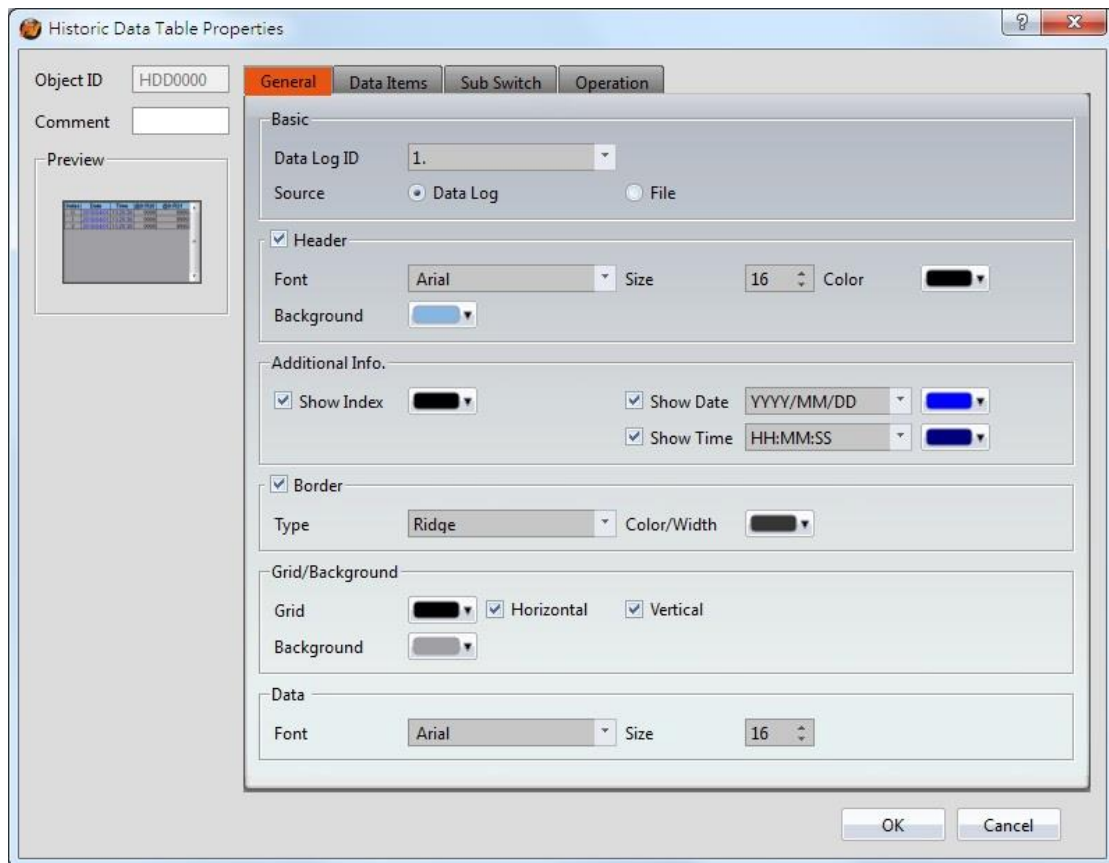 Historic Data Table Properties
Object ID HDD0000
Comment
Preview
Index Date Time
General Data Items Sub Switch Operation
Basic
Data Log ID 1.
Source Data Log File
Header
Font Arial Size 16 Color
Background
Additional Info.
Show Index Show Date YYYY/MM/DD
Show Time HH:MM:SS
Border
Type Ridge Color/Width
Grid/Background
Grid Horizontal Vertical
Background
Data
Font Arial Size 16
OK Cancel